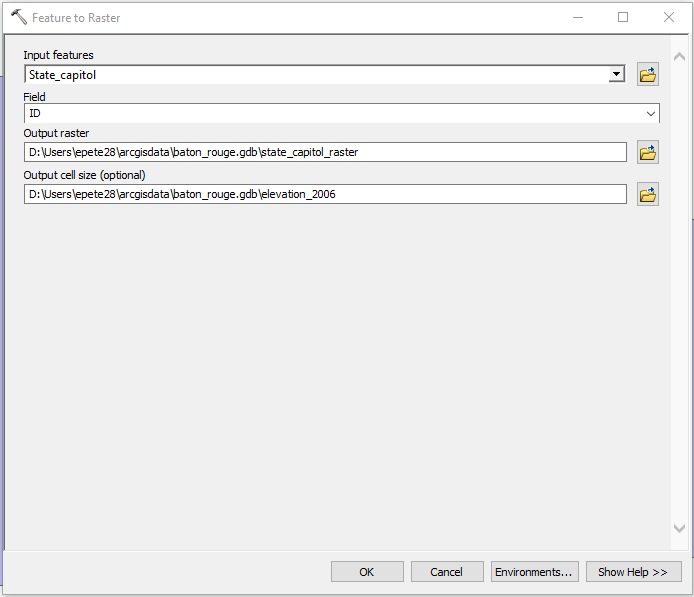 Feature to Raster
Input features
State_capitol
Field
ID
Output raster
D:\Users\epete28\arcgisdata\baton_rouge.gdb\state_capitol_raster
Output cell size (optional)
D:\Users\epete28\arcgisdata\baton_rouge.gdb\elevation_2006
OK Cancel Environments... Show Help >>